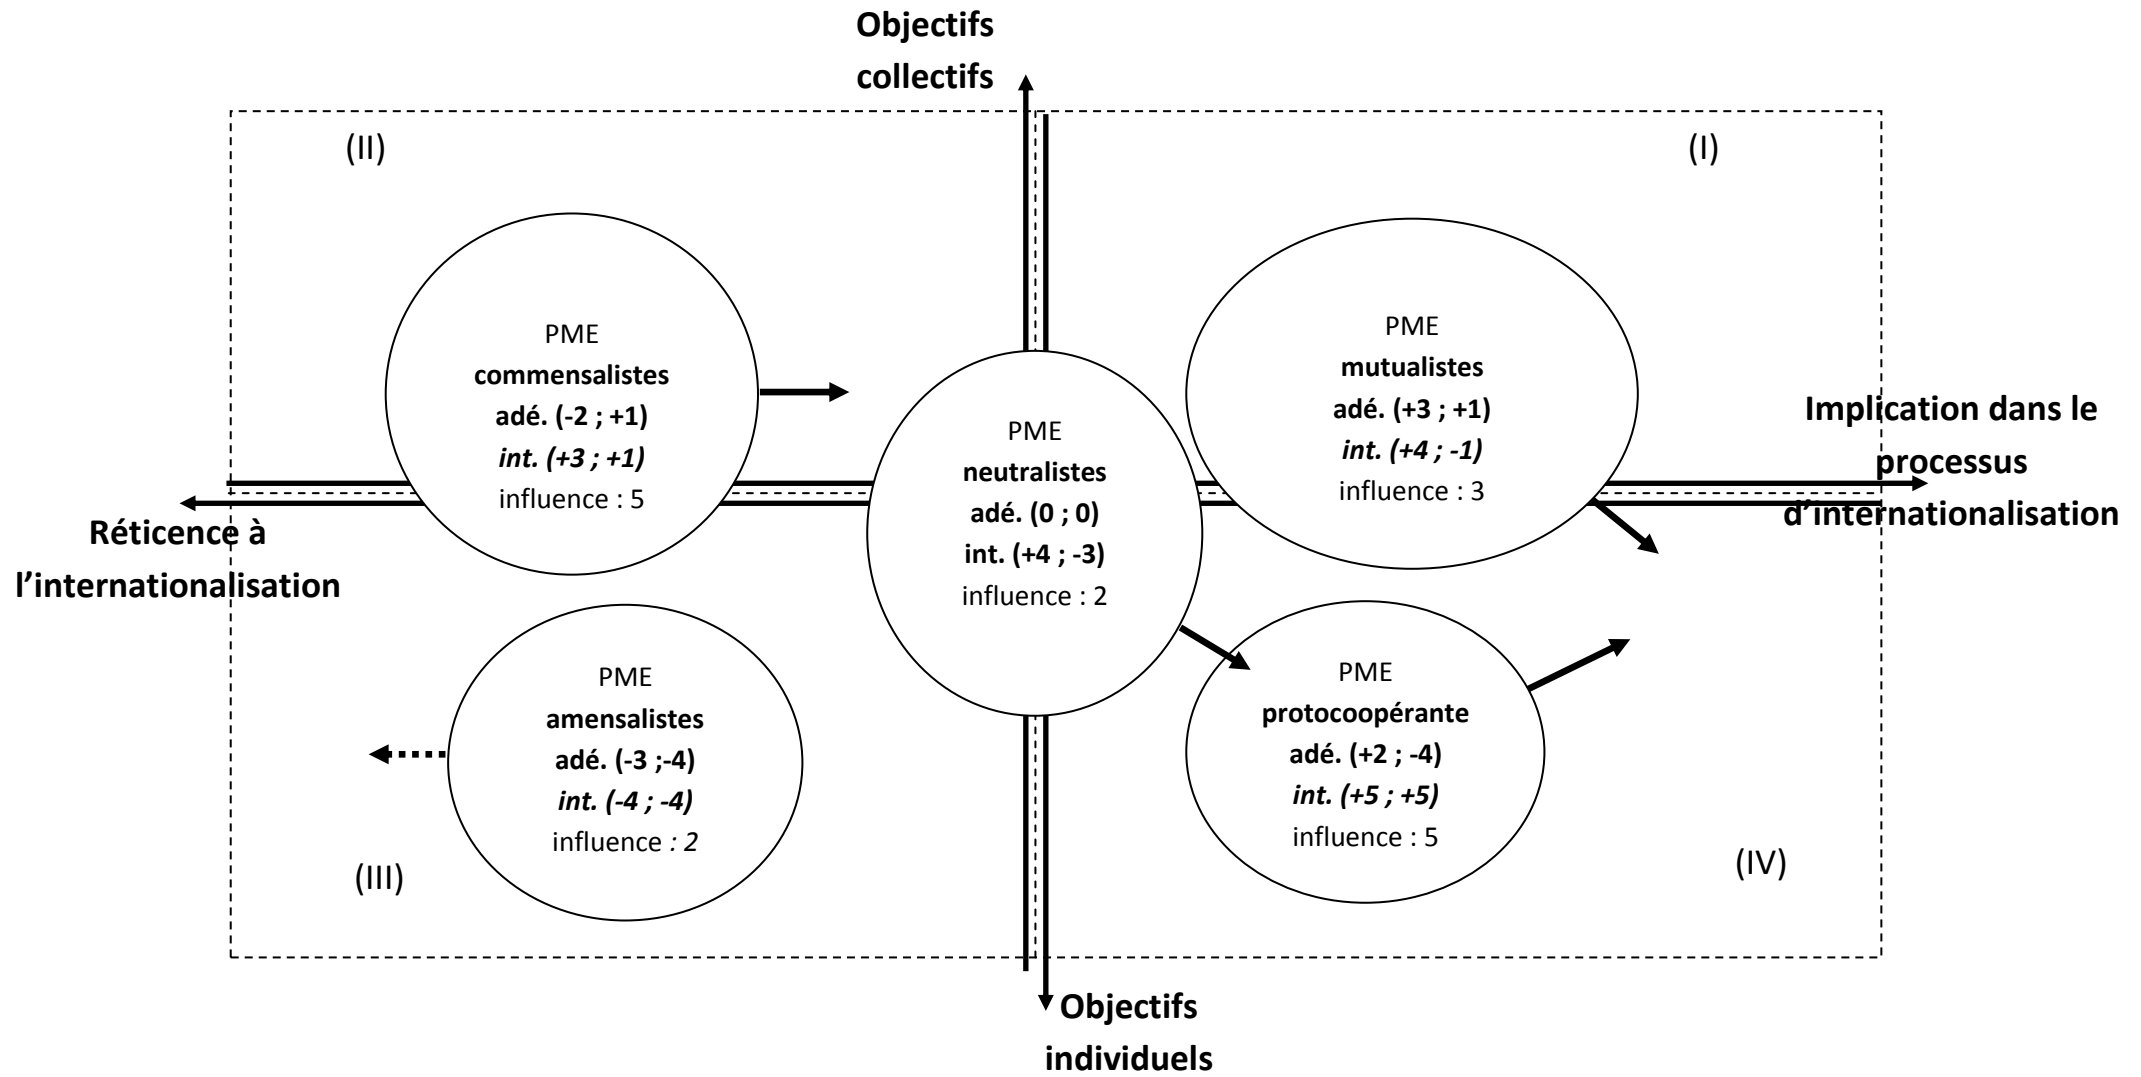 Objectifs
collectifs
(II)
(I)
PME
commensalistes
adé. (-2 ; +1)
int. (+3 ; +1)
influence : 5
PME
neutralistes
adé. (0 ; 0)
int. (+4 ; -3)
influence : 2
PME
mutualistes
adé. (+3 ; +1)
int. (+4 ; -1)
influence : 3
Implication dans le
processus
d’internationalisation
Réticence à
l’internationalisation
PME
amensalistes
adé. (-3 ;-4)
int. (-4 ; -4)
influence : 2
PME
protocoopérante
adé. (+2 ; -4)
int. (+5 ; +5)
influence : 5
(III)
(IV)
Objectifs
individuels